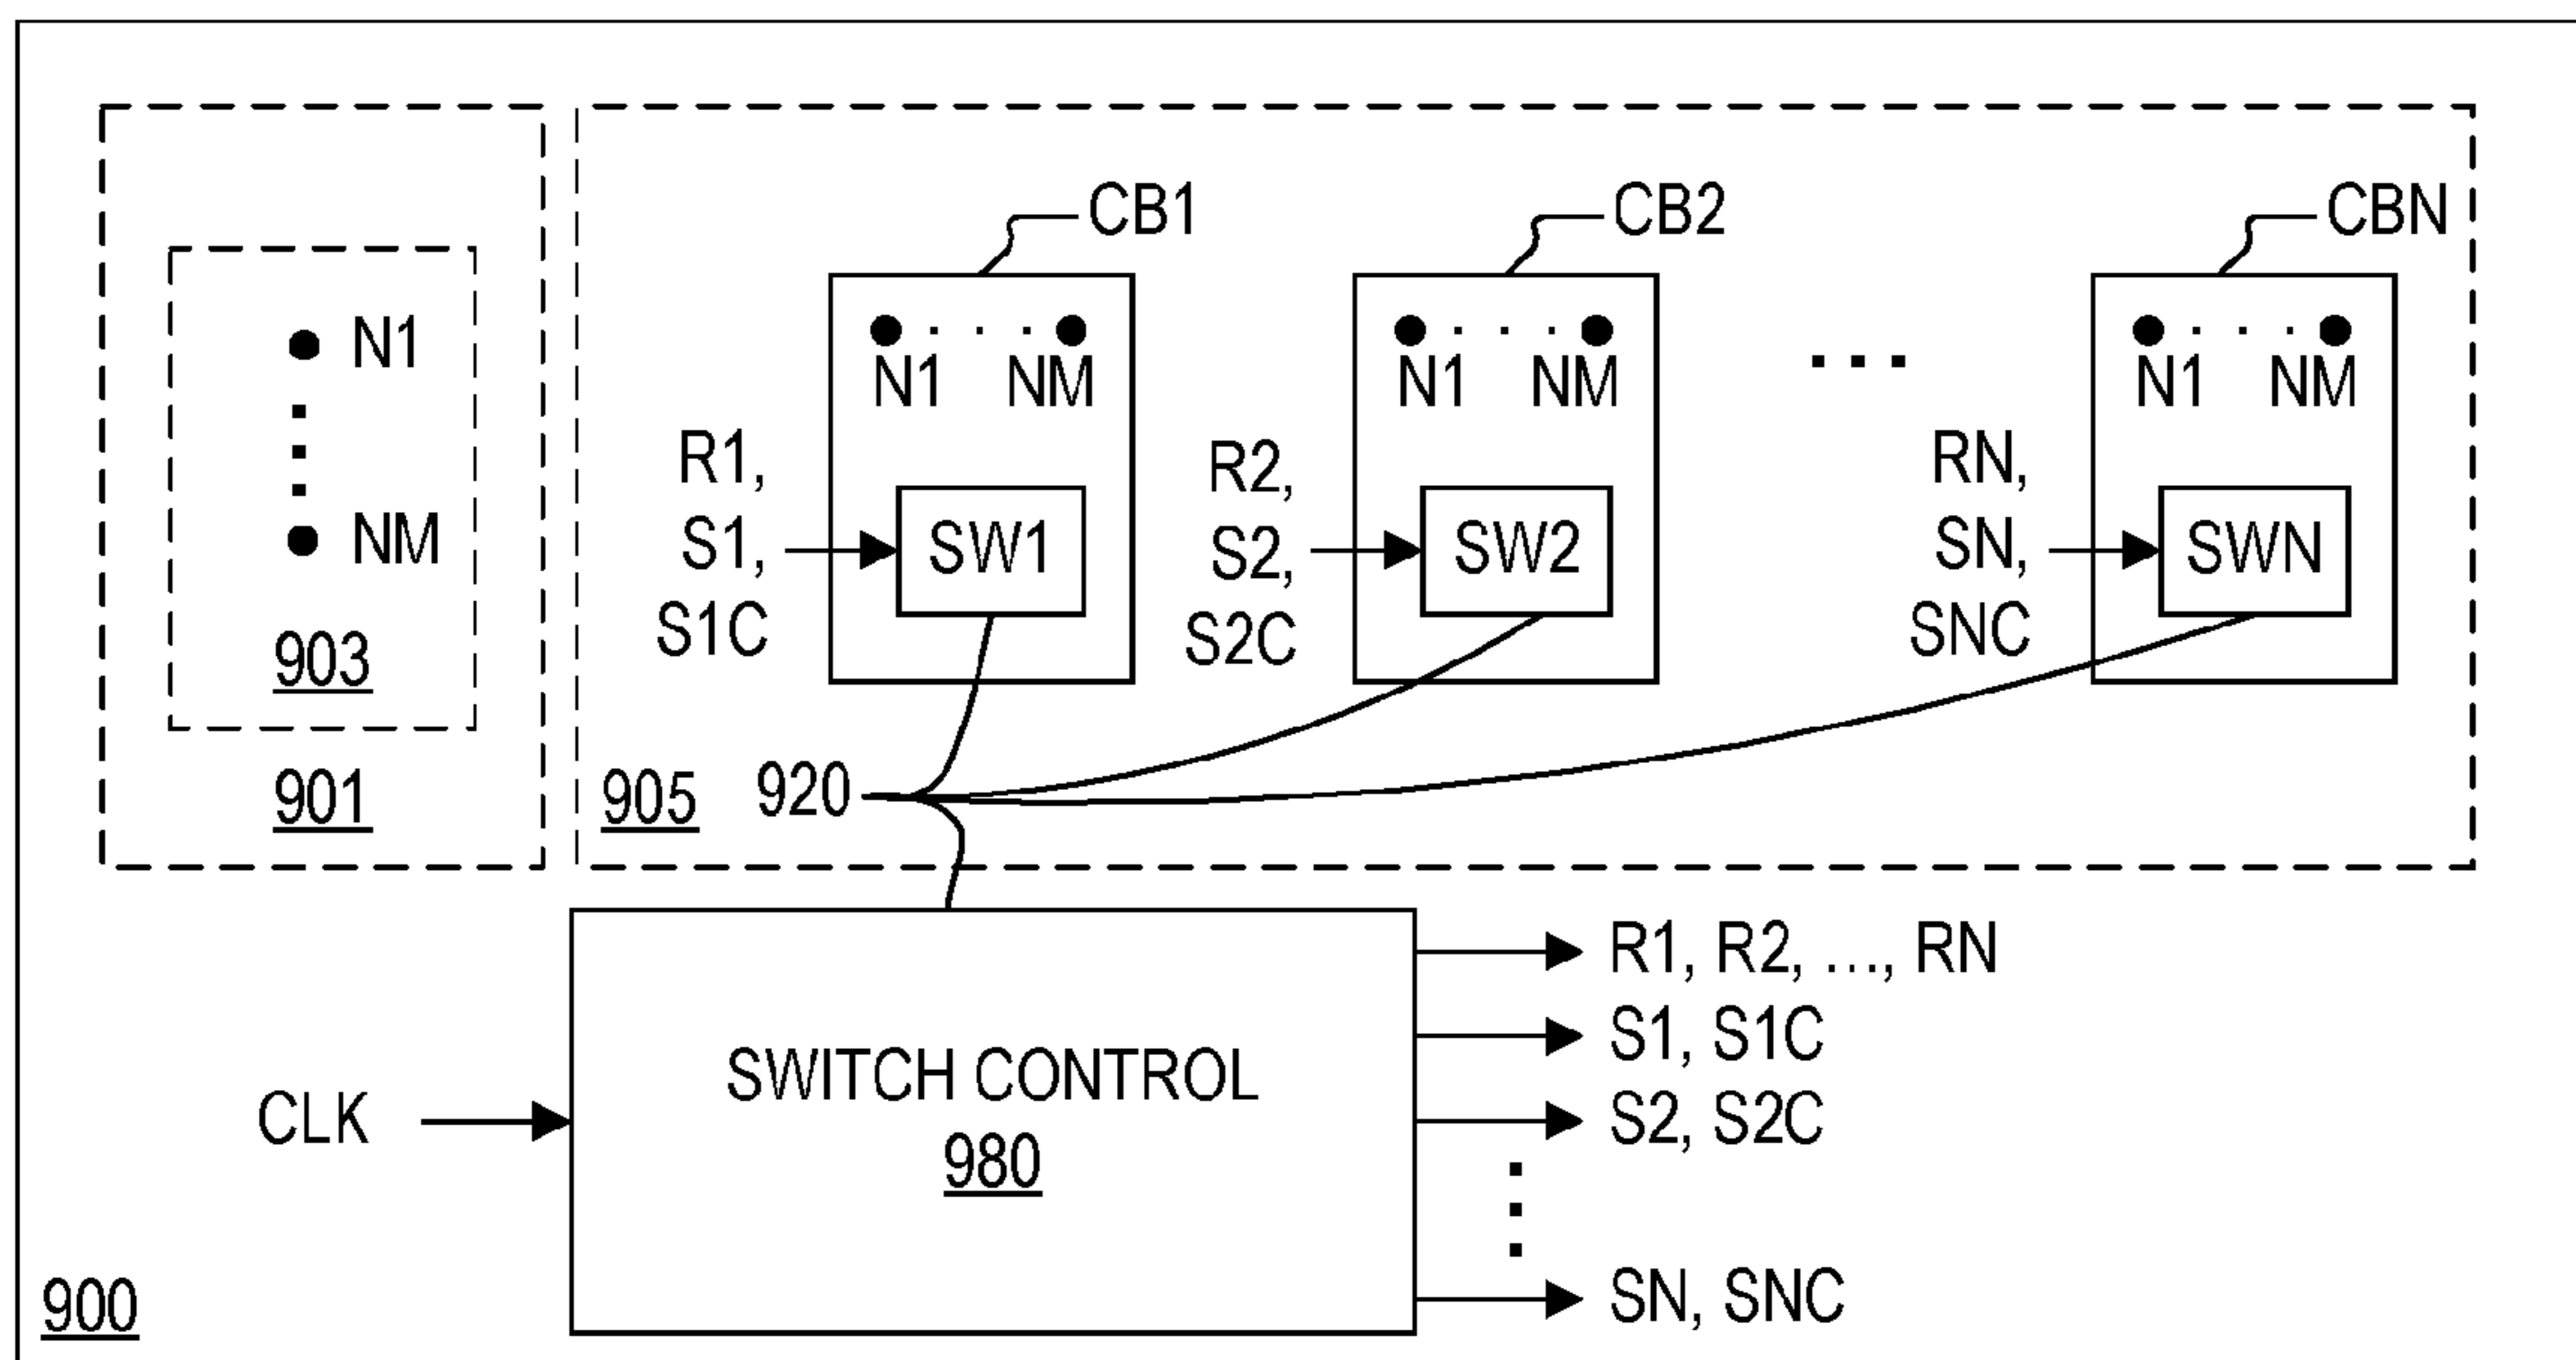 CB1
CB2
CBN
N1
NM
903
901
N1 . . . NM
R1,
S1,
S1C
SW1
N1 . . . NM
R2,
S2,
S2C
SW2
. . .
N1 . . . NM
RN,
SN,
SNC
SWN
905
920
CLK
SWITCH CONTROL
980
R1, R2, ..., RN
S1, S1C
S2, S2C
SN, SNC
900